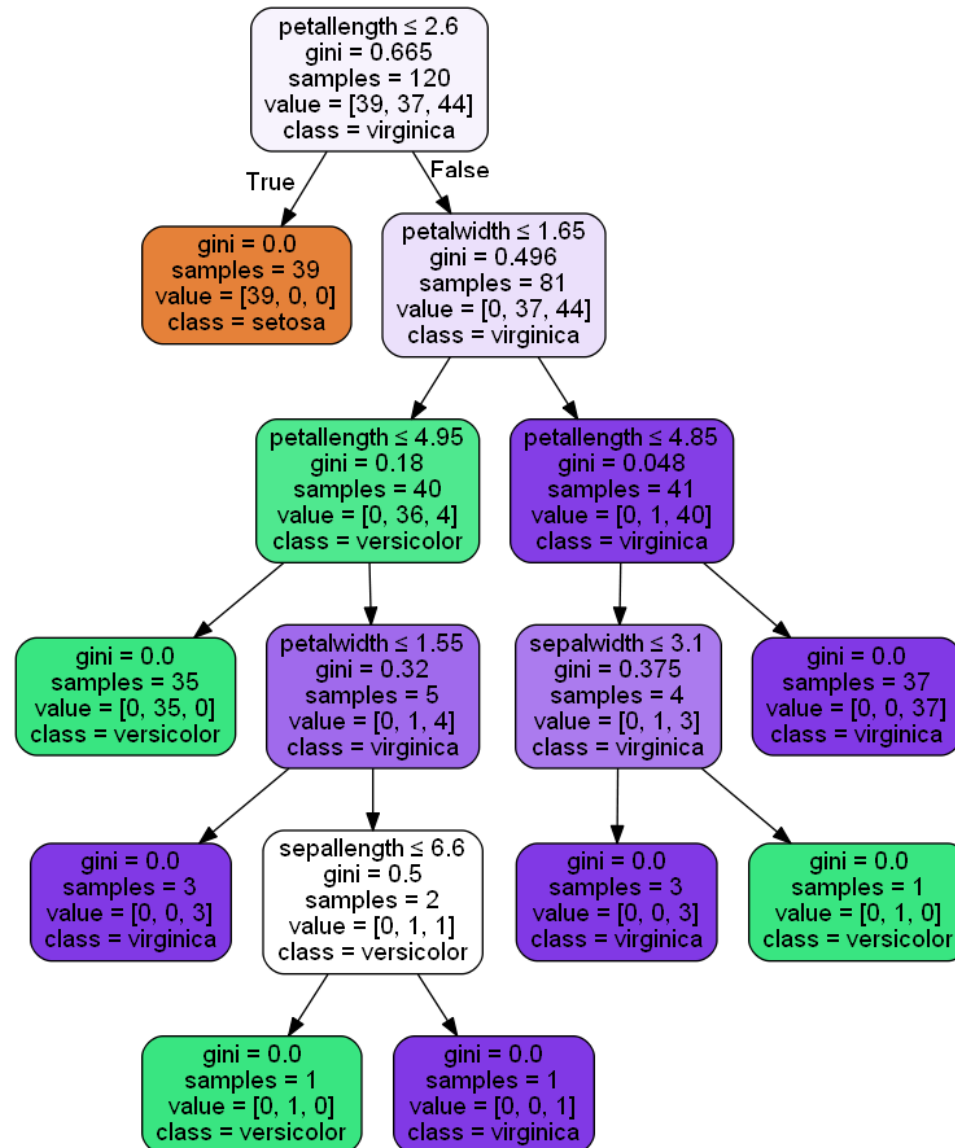 petallength ≤ 2.6
gini = 0.665
samples = 120
value = [39, 37, 44]
class = virginica
True
False
gini = 0.0
samples = 39
value = [39, 0, 0]
class = setosa
petalwidth ≤ 1.65
gini = 0.496
samples = 81
value = [0, 37, 44]
class = virginica
petallength ≤ 4.95
gini = 0.18
samples = 40
value = [0, 36, 4]
class = versicolor
petallength ≤ 4.85
gini = 0.048
samples = 41
value = [0, 1, 40]
class = virginica
gini = 0.0
samples = 35
value = [0, 35, 0]
class = versicolor
petalwidth ≤ 1.55
gini = 0.32
samples = 5
value = [0, 1, 4]
class = virginica
sepalwidth ≤ 3.1
gini = 0.375
samples = 4
value = [0, 1, 3]
class = virginica
gini = 0.0
samples = 37
value = [0, 0, 37]
class = virginica
gini = 0.0
samples = 3
value = [0, 0, 3]
class = virginica
sepallength ≤ 6.6
gini = 0.5
samples = 2
value = [0, 1, 1]
class = versicolor
gini = 0.0
samples = 3
value = [0, 0, 3]
class = virginica
gini = 0.0
samples = 1
value = [0, 1, 0]
class = versicolor
gini = 0.0
samples = 1
value = [0, 1, 0]
class = versicolor
gini = 0.0
samples = 1
value = [0, 0, 1]
class = virginica